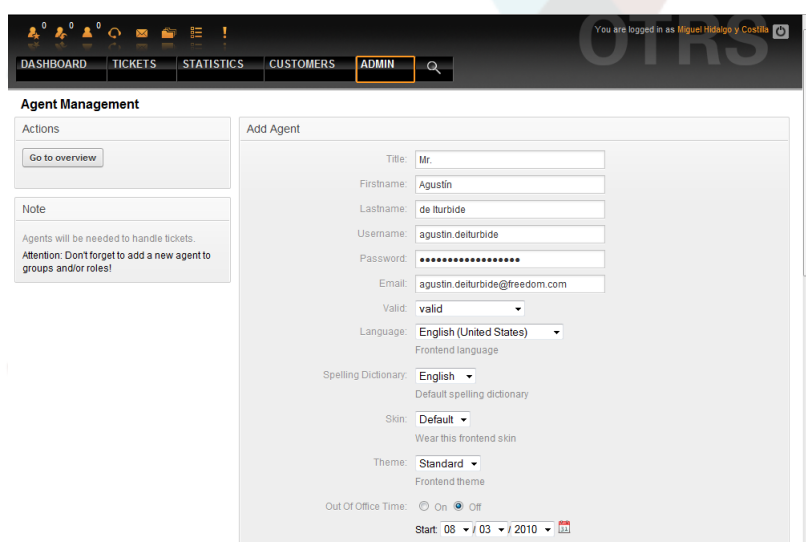 0 0 0
You are logged in as Miguel Hidalgo y Costilla
OTRS
DASHBOARD TICKETS STATISTICS CUSTOMERS ADMIN
Agent Management
Actions
Go to overview
Note
Agents will be needed to handle tickets.
Attention: Don't forget to add a new agent to
groups and/or roles!
Add Agent
Title: Mr.
Firstname: Agustín
Lastname: de Iturbide
Username: agustin.deiturbide
Password: ●●●●●●●●●●●●●●●●●●
Email: agustin.deiturbide@freedom.com
Valid: valid
Language: English (United States)
Frontend language
Spelling Dictionary: English
Default spelling dictionary
Skin: Default
Wear this frontend skin
Theme: Standard
Frontend theme
Out Of Office Time: On Off
Start: 08 / 03 / 2010